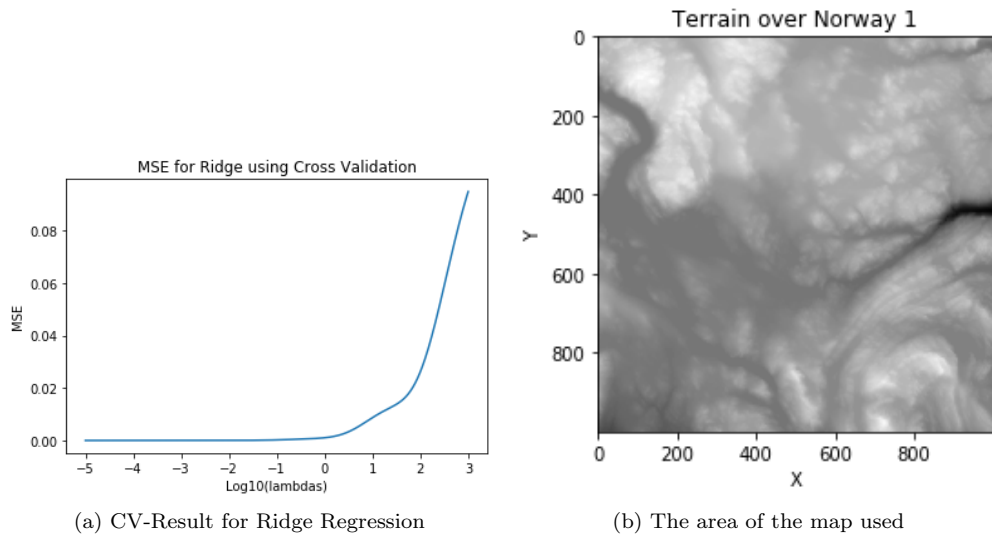 MSE for Ridge using Cross Validation
MSE
0.08
0.06
0.04
0.02
0.00
−5 −4 −3 −2 −1 0 1 2 3
Log10(lambdas)
(a) CV-Result for Ridge Regression
Terrain over Norway 1
Y
0
200
400
600
800
0 200 400 600 800
X
(b) The area of the map used